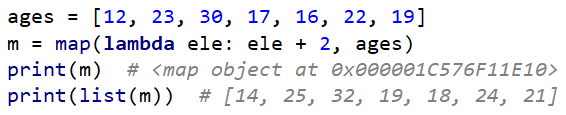 ages = [12, 23, 30, 17, 16, 22, 19]
m = map(lambda ele: ele + 2, ages)
print(m)  # <map object at 0x000001C576F11E10>
print(list(m))  # [14, 25, 32, 19, 18, 24, 21]